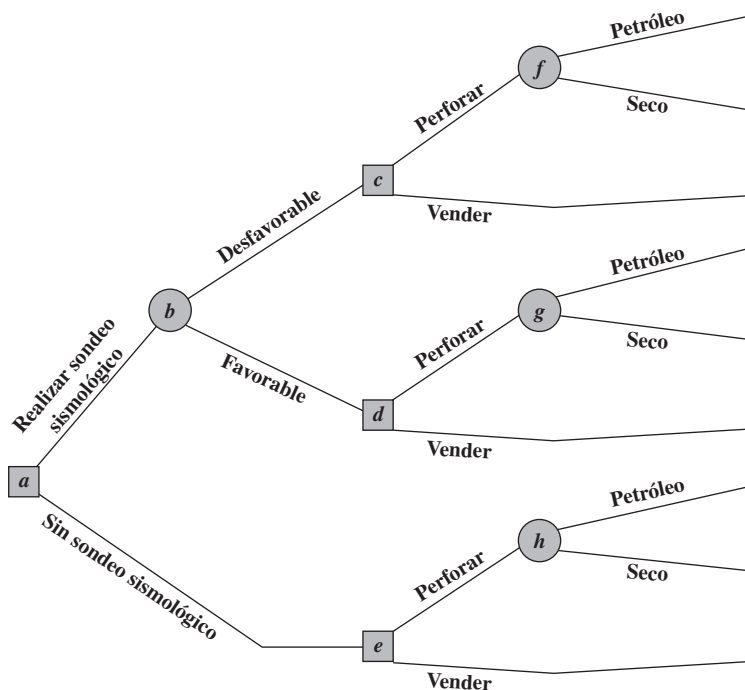 Petróleo
f
Perforar
Seco
c
Vender
Desfavorable
Petróleo
b
g
Realizar sondeo
sismológico
Perforar
Seco
Favorable
d
Vender
a
Sin sondeo sismológico
Petróleo
h
Perforar
Seco
e
Vender